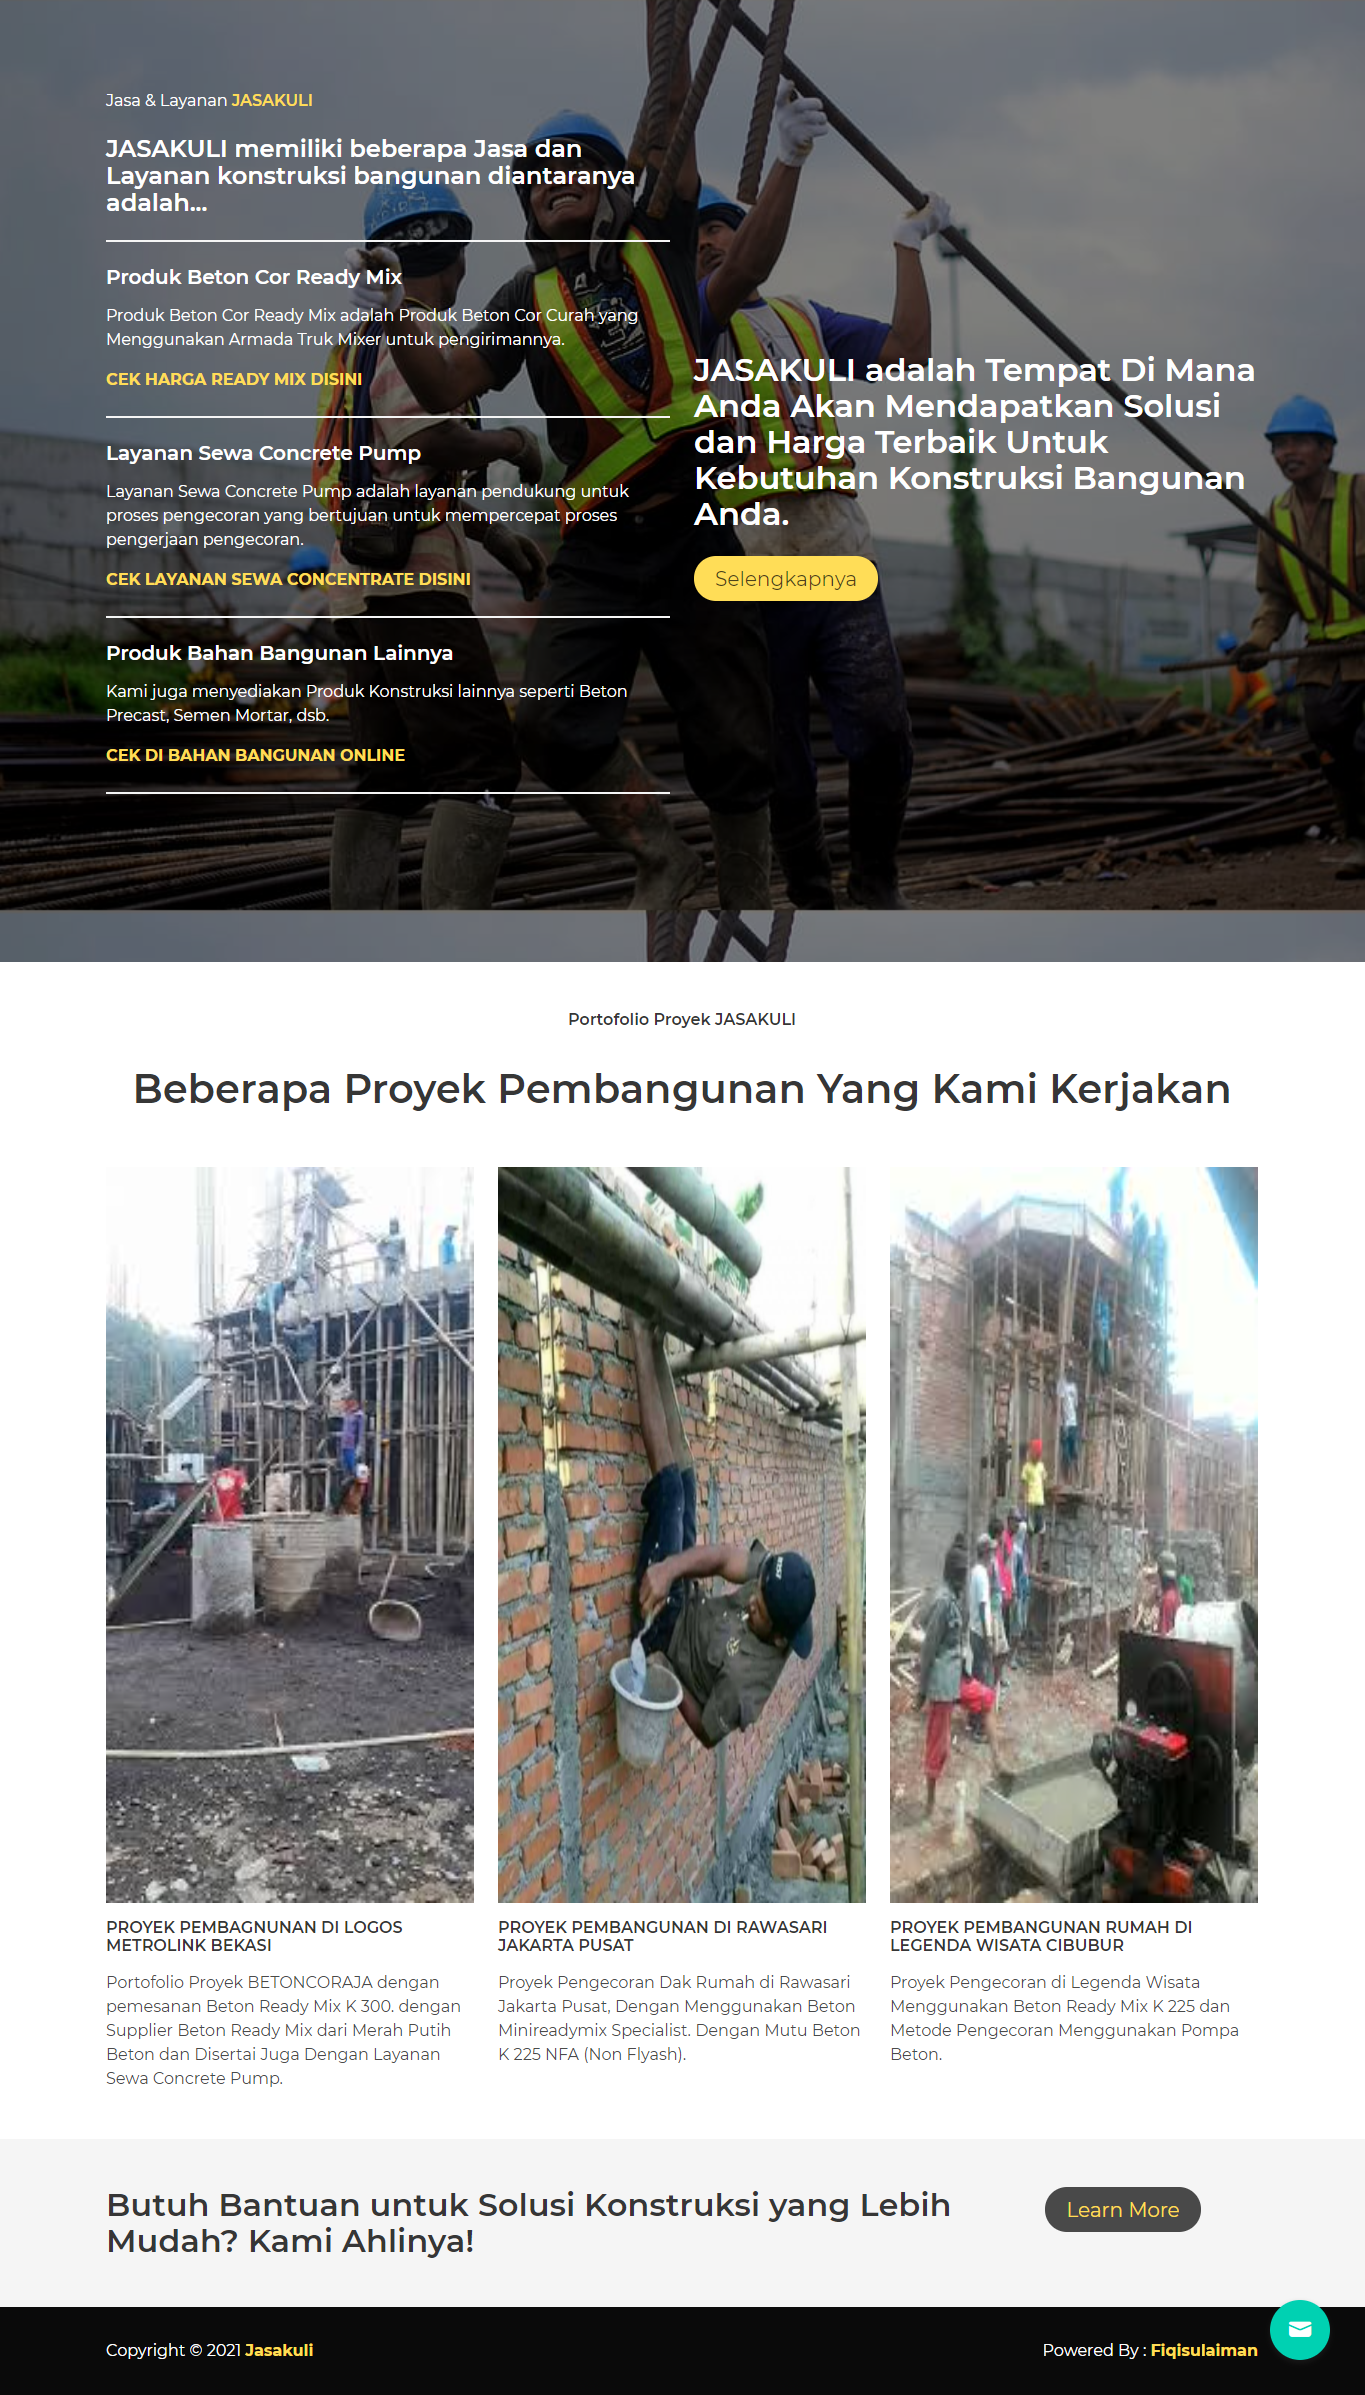 Jasa & Layanan JASAKULI
JASAKULI memiliki beberapa Jasa dan
Layanan konstruksi bangunan diantaranya
adalah...
Produk Beton Cor Ready Mix
Produk Beton Cor Ready Mix adalah Produk Beton Cor Curah yang
Menggunakan Armada Truk Mixer untuk pengirimannya.
CEK HARGA READY MIX DISINI
Layanan Sewa Concrete Pump
Layanan Sewa Concrete Pump adalah layanan pendukung untuk
proses pengecoran yang bertujuan untuk mempercepat proses
pengerjaan pengecoran.
CEK LAYANAN SEWA CONCENTRATE DISINI
Produk Bahan Bangunan Lainnya
Kami juga menyediakan Produk Konstruksi lainnya seperti Beton
Precast, Semen Mortar, dsb.
CEK DI BAHAN BANGUNAN ONLINE
JASAKULI adalah Tempat Di Mana
Anda Akan Mendapatkan Solusi
dan Harga Terbaik Untuk
Kebutuhan Konstruksi Bangunan
Anda.
Selengkapnya
Portofolio Proyek JASAKULI
Beberapa Proyek Pembangunan Yang Kami Kerjakan
PROYEK PEMBAGNUNAN DI LOGOS
METROLINK BEKASI
Portofolio Proyek BETONCORAJA dengan
pemesanan Beton Ready Mix K 300. dengan
Supplier Beton Ready Mix dari Merah Putih
Beton dan Disertai Juga Dengan Layanan
Sewa Concrete Pump.
PROYEK PEMBANGUNAN DI RAWASARI
JAKARTA PUSAT
Proyek Pengecoran Dak Rumah di Rawasari
Jakarta Pusat, Dengan Menggunakan Beton
Minireadymix Specialist. Dengan Mutu Beton
K 225 NFA (Non Flyash).
PROYEK PEMBANGUNAN RUMAH DI
LEGENDA WISATA CIBUBUR
Proyek Pengecoran di Legenda Wisata
Menggunakan Beton Ready Mix K 225 dan
Metode Pengecoran Menggunakan Pompa
Beton.
Butuh Bantuan untuk Solusi Konstruksi yang Lebih
Mudah? Kami Ahlinya!
Learn More
Copyright © 2021 Jasakuli
Powered By : Fiqisulaiman